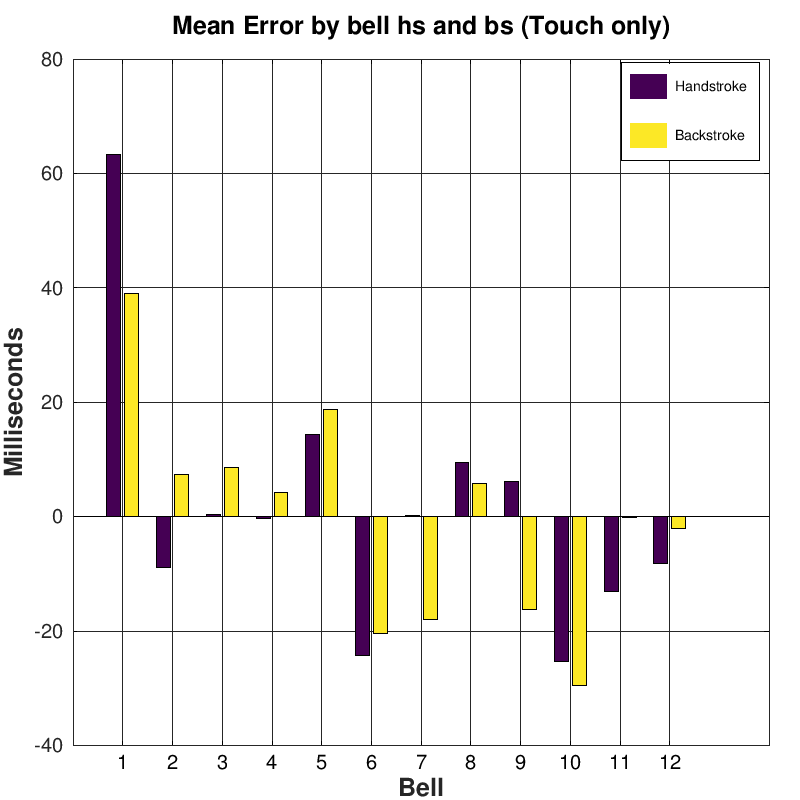 Mean Error by bell hs and bs (Touch only)
Handstroke
Backstroke
80
60
40
20
0
-20
-40
Milliseconds
1 2 3 4 5 6 7 8 9 10 11 12
Bell